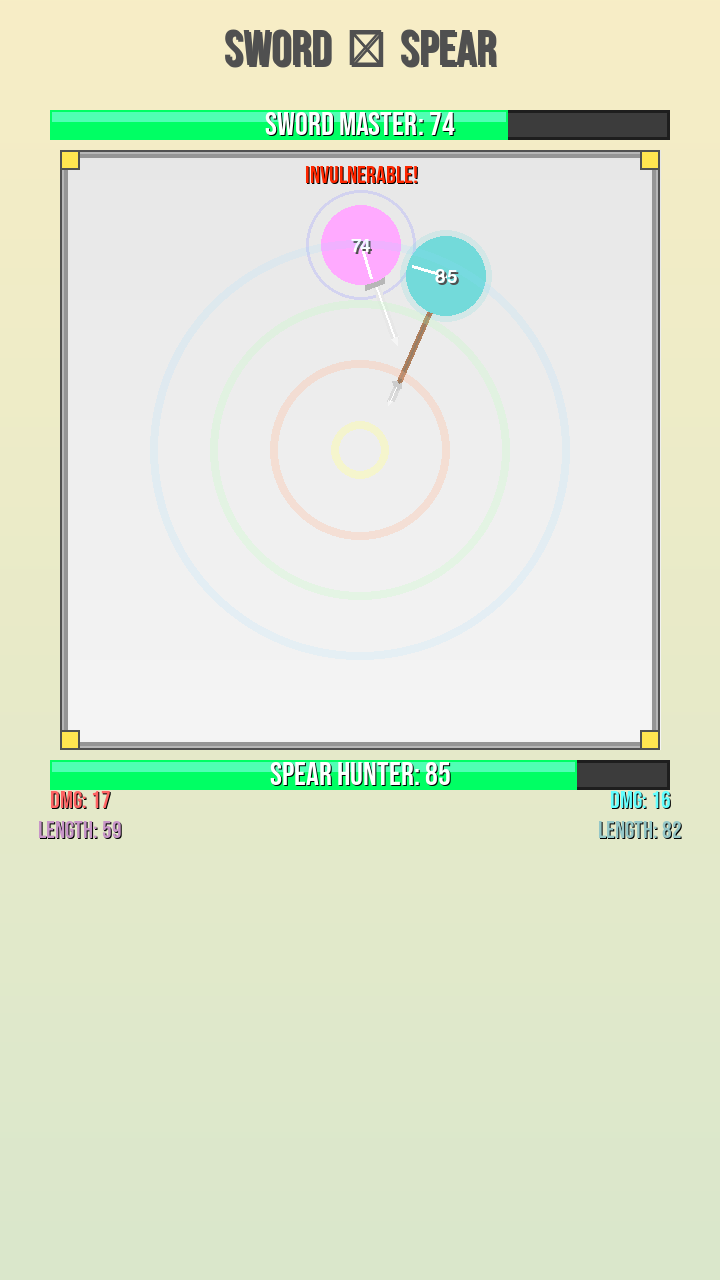 SWORD ☒ SPEAR
SWORD MASTER: 74
INVULNERABLE!
74
85
SPEAR HUNTER: 85
DMG: 17
DMG: 16
LENGTH: 59
LENGTH: 82